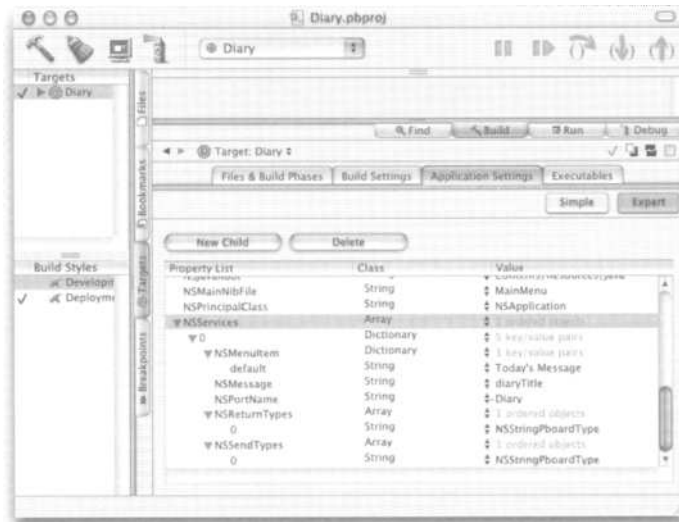 Diary.pbproj
Diary
Targets
Diary
Find Build Run Debug
Target: Diary
Files & Build Phases Build Settings Application Settings Executables
Simple Expert
New Child Delete
Files
Bookmarks
Targets
Breakpoints
Build Styles
Developm
Deployme
Property List Class Value
NSMainNibFile String MainMenu
NSPrincipalClass String NSApplication
NSServices Array 1 ordered objects
0 Dictionary 5 key/value pairs
NSMenuItem Dictionary 1 key/value pairs
default String Today's Message
NSMessage String diaryTitle
NSPortName String Diary
NSReturnTypes Array 1 ordered objects
0 String NSStringPboardType
NSSendTypes Array 1 ordered objects
0 String NSStringPboardType